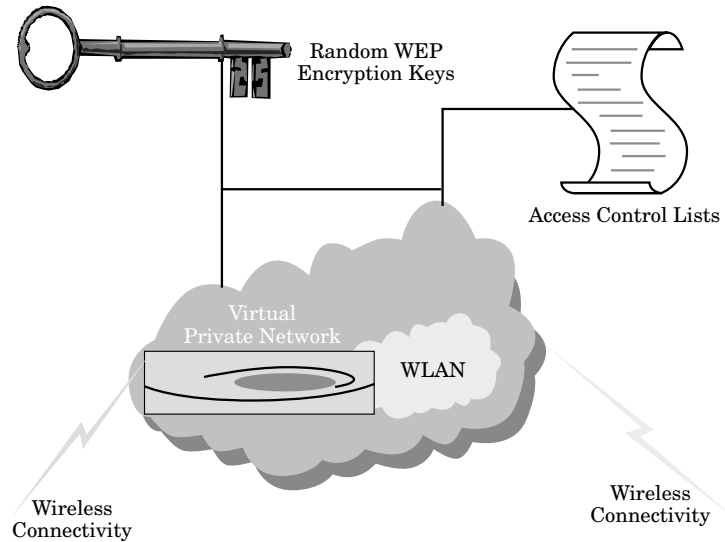 Random WEP
Encryption Keys
Access Control Lists
Virtual
Private Network
WLAN
Wireless
Connectivity
Wireless
Connectivity